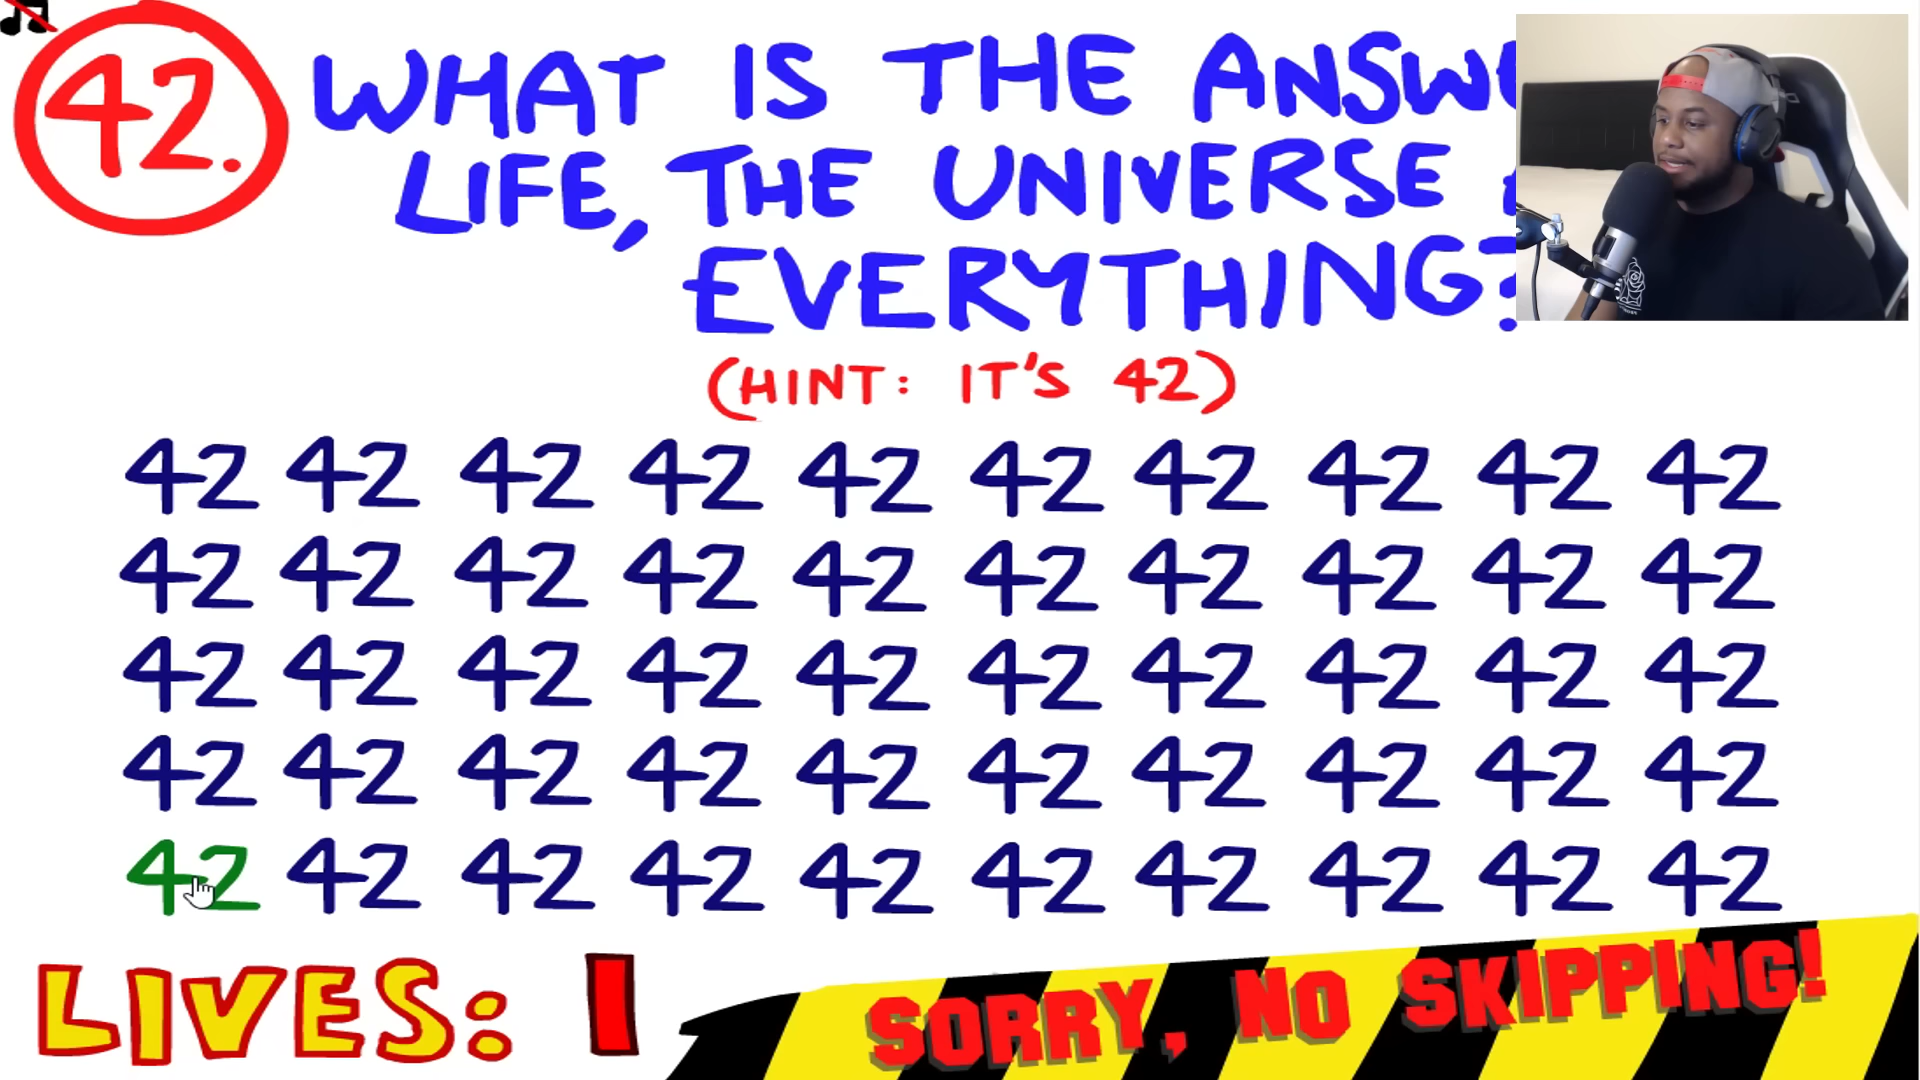 42. WHAT IS THE ANSW
LIFE, THE UNIVERSE
EVERYTHING?
(HINT: IT'S 42)
42 42 42 42 42 42 42 42 42 42
42 42 42 42 42 42 42 42 42 42
42 42 42 42 42 42 42 42 42 42
42 42 42 42 42 42 42 42 42 42
42 42 42 42 42 42 42 42 42 42
LIVES: 1
SORRY, NO SKIPPING!